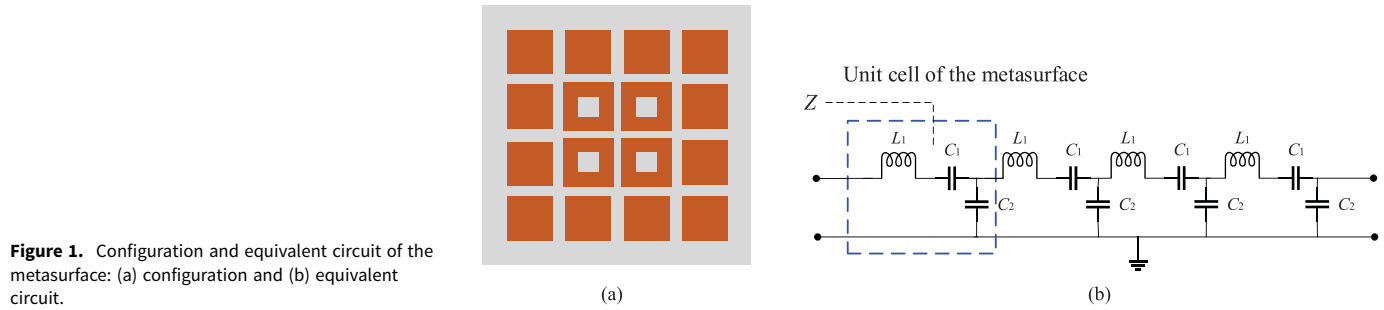 Figure 1. Configuration and equivalent circuit of the
metasurface: (a) configuration and (b) equivalent
circuit.
(a)
Unit cell of the metasurface
Z
L1 C1 L1 C1 L1 C1 L1 C1
C2 C2 C2 C2
(b)